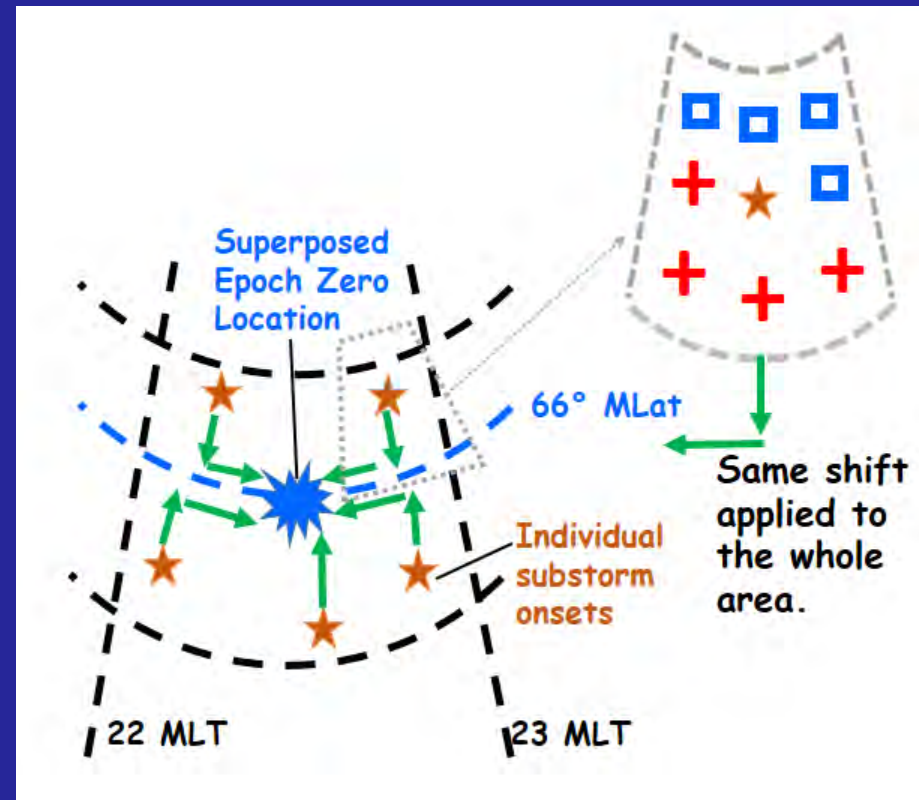 Superposed
Epoch Zero
Location
66° MLat
Same shift
applied to
the whole
area.
Individual
substorm
onsets
22 MLT
23 MLT